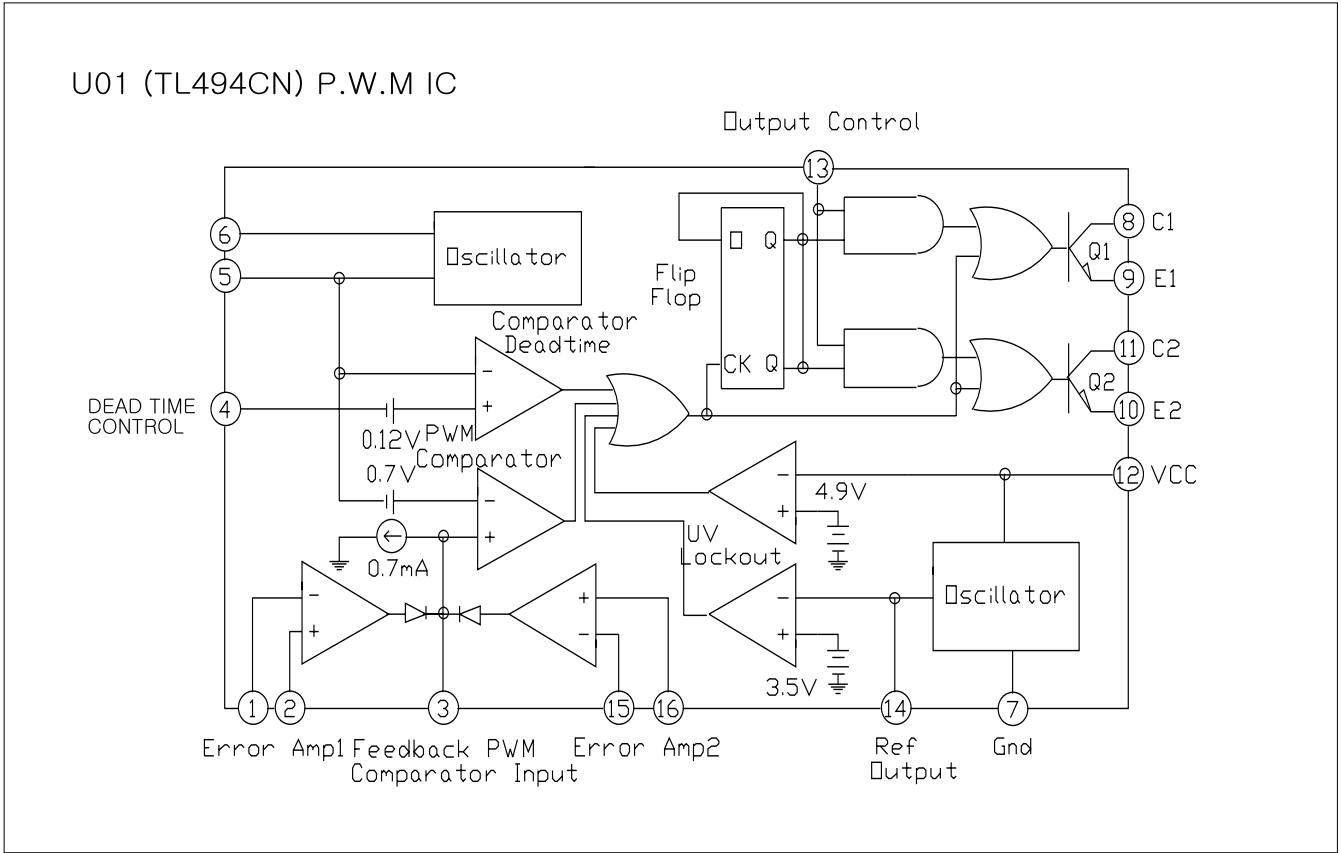 U01 (TL494CN) P.W.M IC
Output Control
13
6
5
Oscillator
Flip
Flop
D Q
CK Q
8 C1
Q1
9 E1
11 C2
Q2
10 E2
Comparator
Deadtime
-
+
DEAD TIME
CONTROL
4
0.12V
PWM
Comparator
0.7V
-
+
0.7mA
12 VCC
-
+
4.9V
UV
Lockout
Oscillator
-
+
3.5V
-
+
+
-
1
2
3
15
16
14
7
Error Amp1
Feedback PWM
Comparator Input
Error Amp2
Ref
Output
Gnd